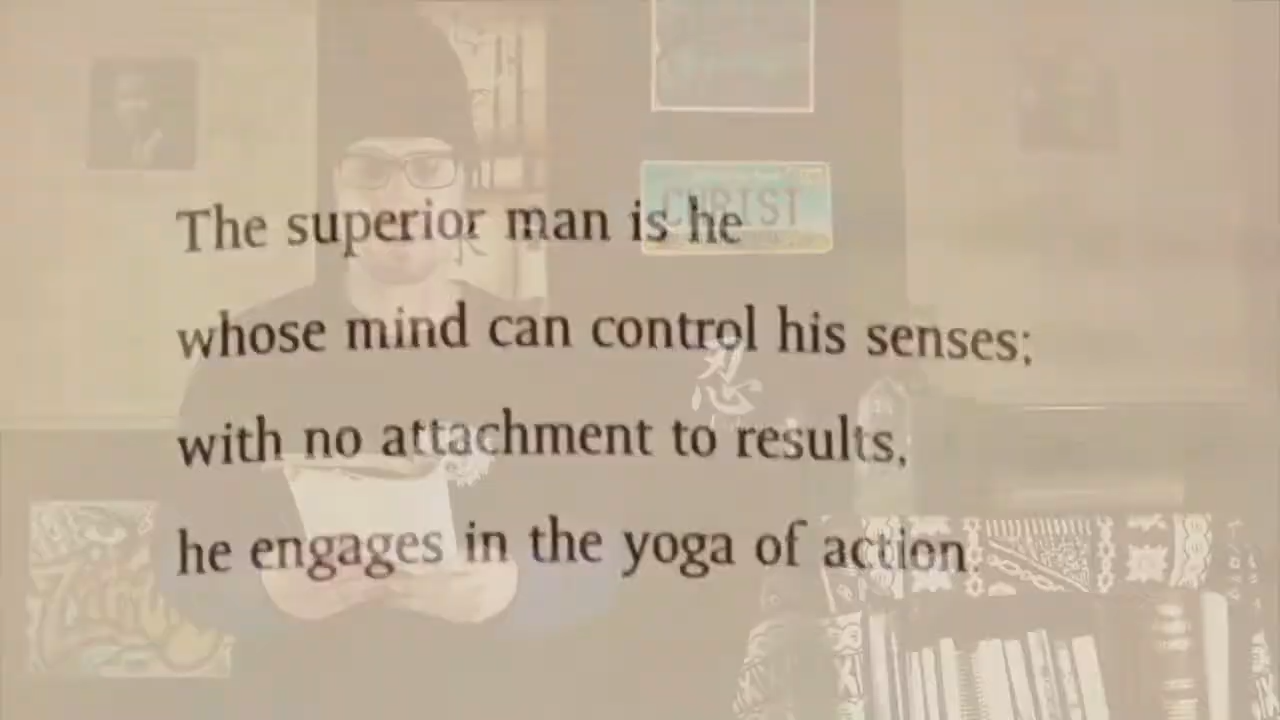 CHRIST
The superior man is he
whose mind can control his senses;
忍
with no attachment to results,
he engages in the yoga of action.